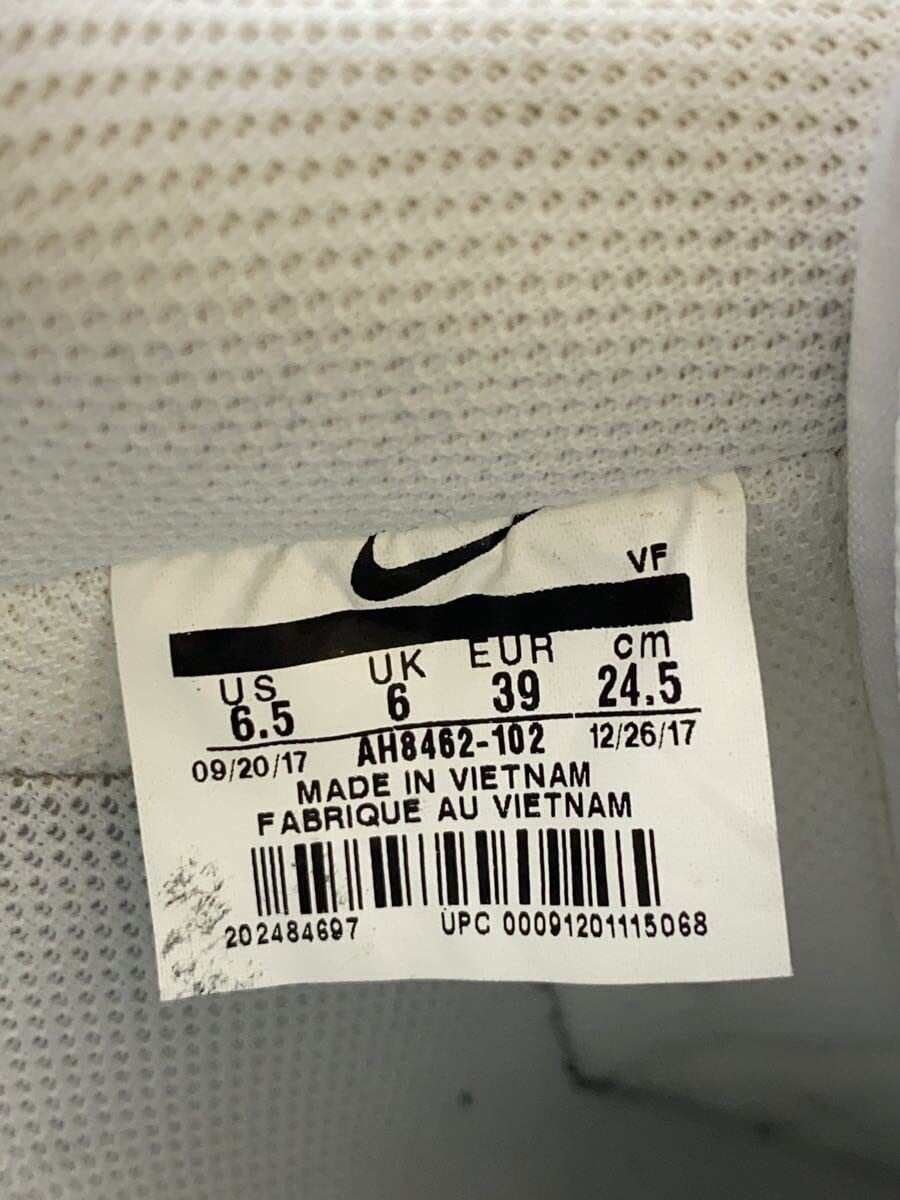 VF
US UK EUR cm
6.5 6 39 24.5
09/20/17 AH8462-102 12/26/17
MADE IN VIETNAM
FABRIQUE AU VIETNAM
202484697 UPC 00091201115068